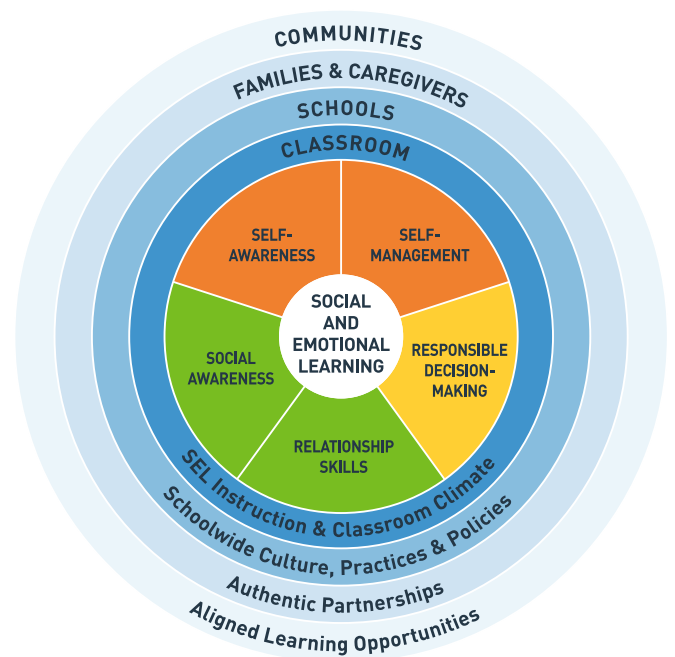 COMMUNITIES
FAMILIES & CAREGIVERS
SCHOOLS
CLASSROOM
SELF-
AWARENESS
SELF-
MANAGEMENT
SOCIAL
AND
EMOTIONAL
LEARNING
SOCIAL
AWARENESS
RESPONSIBLE
DECISION-
MAKING
RELATIONSHIP
SKILLS
SEL Instruction & Classroom Climate
Schoolwide Culture, Practices & Policies
Authentic Partnerships
Aligned Learning Opportunities